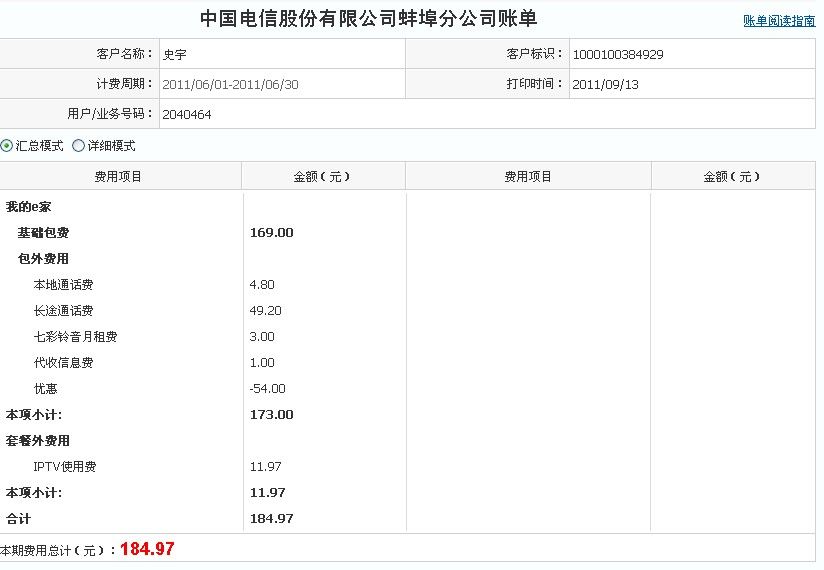 中国电信股份有限公司蚌埠分公司账单
账单阅读指南
客户名称： 史宇 客户标识： 1000100384929
计费周期： 2011/06/01-2011/06/30 打印时间： 2011/09/13
用户/业务号码： 2040464
汇总模式 详细模式
费用项目 金额（元） 费用项目 金额（元）
我的e家
基础包费 169.00
包外费用
本地通话费 4.80
长途通话费 49.20
七彩铃音月租费 3.00
代收信息费 1.00
优惠 -54.00
本项小计: 173.00
套餐外费用
IPTV使用费 11.97
本项小计: 11.97
合计 184.97
本期费用总计（元）：184.97